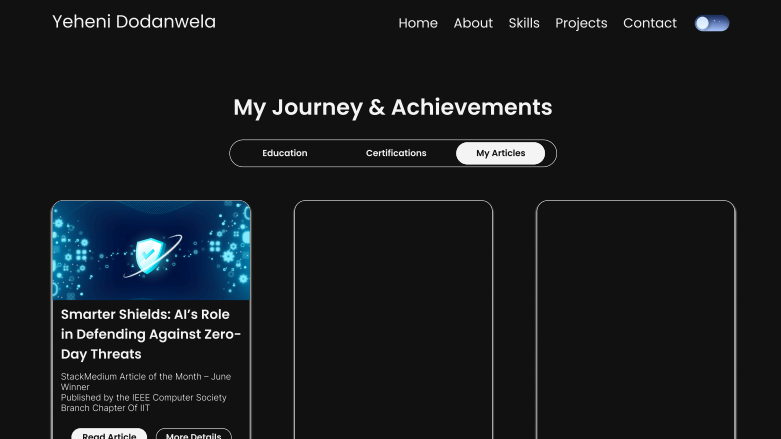 Yeheni Dodanwela
Home About Skills Projects Contact
My Journey & Achievements
Education Certifications My Articles
Smarter Shields: AI's Role
in Defending Against Zero-
Day Threats
StackMedium Article of the Month – June
Winner
Published by the IEEE Computer Society
Branch Chapter Of IIT
Read Article More Details